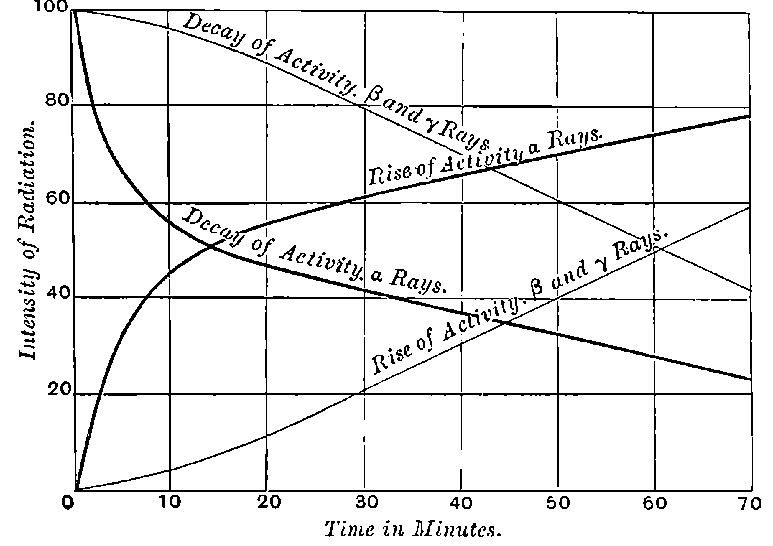 100
Decay of Activity. β and γ Rays
80
Rise of Activity α Rays.
60
Decay of Activity. α Rays.
40
Rise of Activity. β and γ Rays.
20
0 10 20 30 40 50 60 70
Intensity of Radiation.
Time in Minutes.